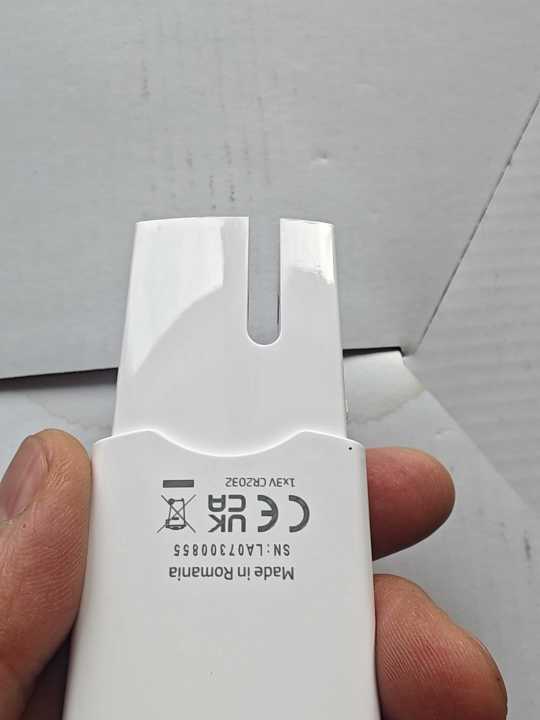 Made in Romania
SN:LA07300855
CE UK CA
1x3V CR2032